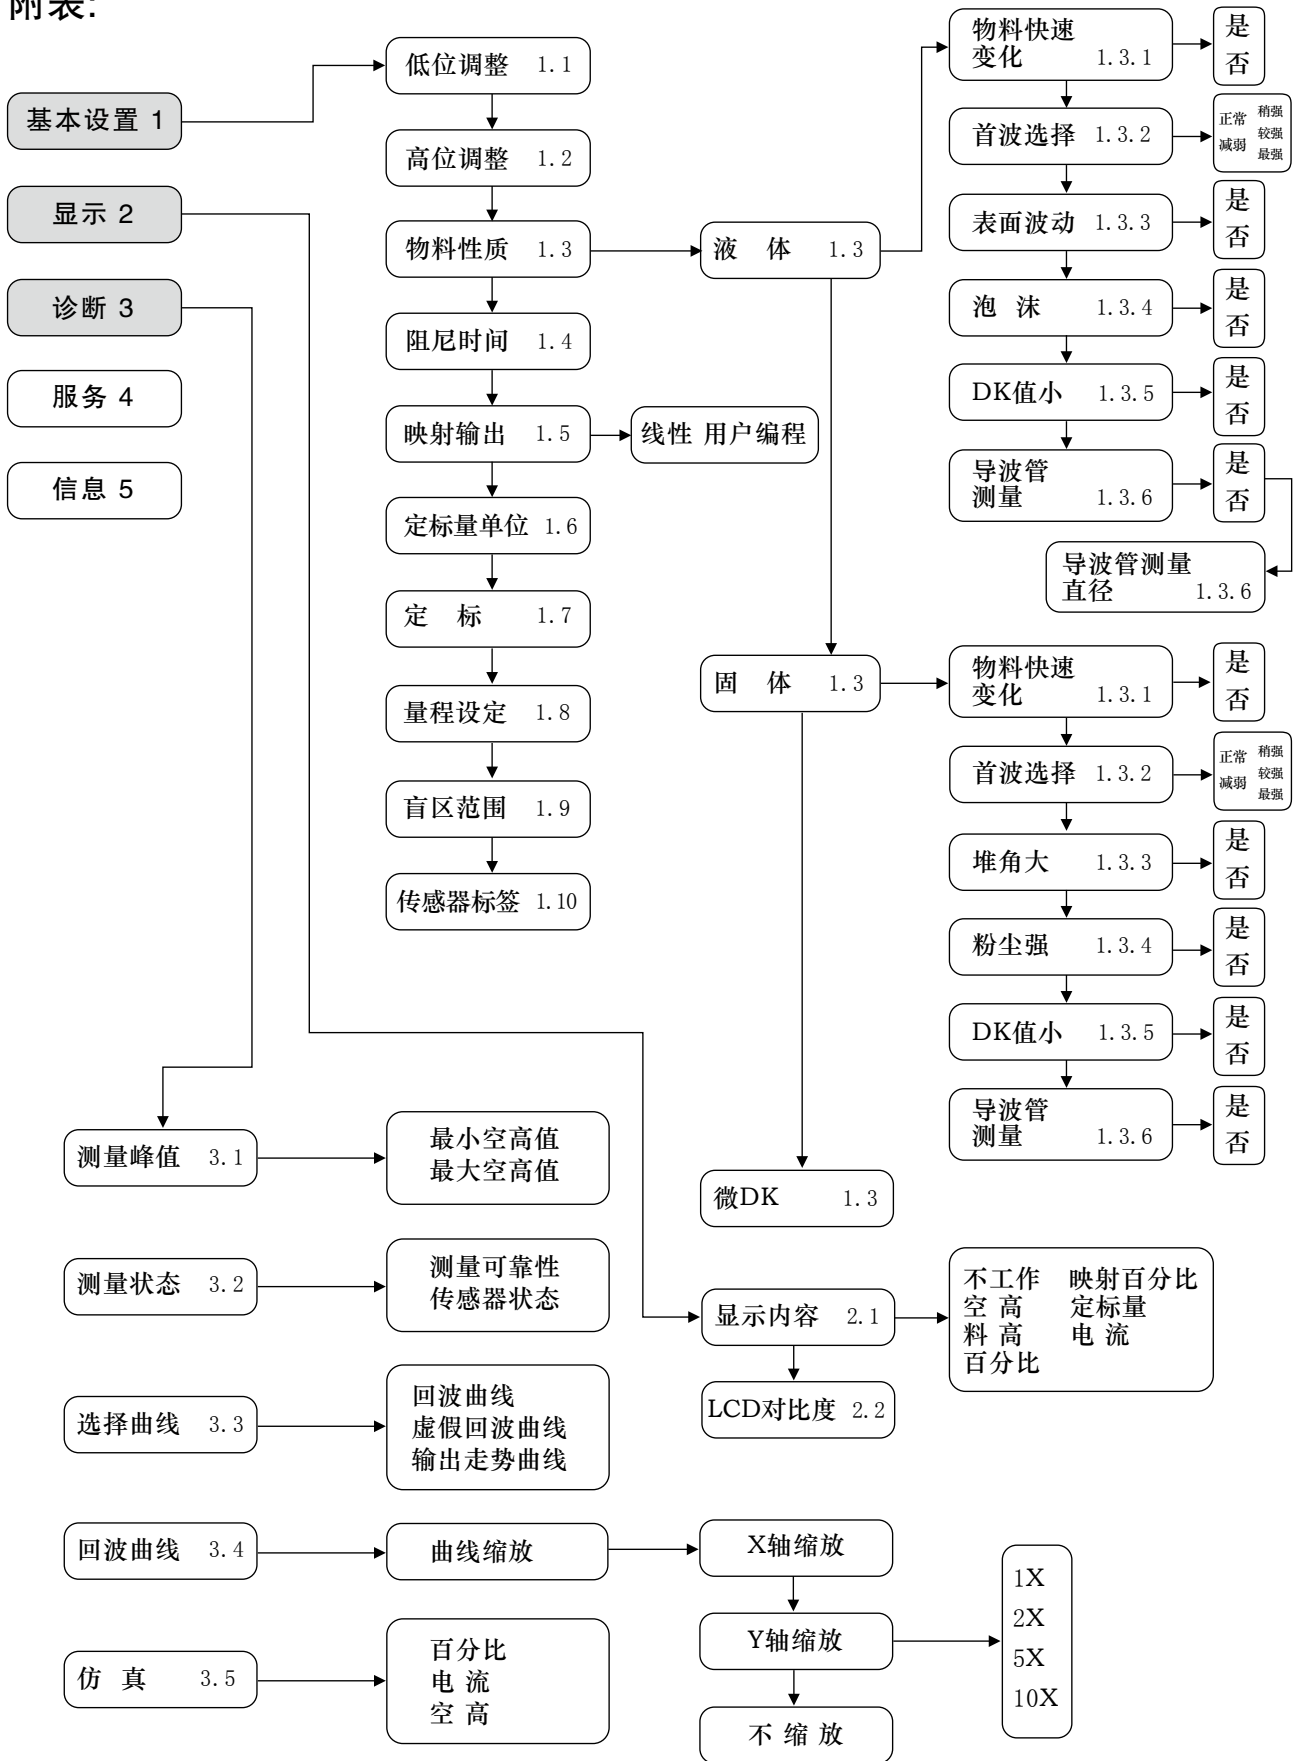 附表:
基本设置 1
显示 2
诊断 3
服务 4
信息 5
低位调整 1.1
高位调整 1.2
物料性质 1.3
阻尼时间 1.4
映射输出 1.5
线性 用户编程
定标量单位 1.6
定 标 1.7
量程设定 1.8
盲区范围 1.9
传感器标签 1.10
液 体 1.3
物料快速
变化 1.3.1
是
否
首波选择 1.3.2
正常 稍强
减弱 较强
最强
表面波动 1.3.3
是
否
泡 沫 1.3.4
是
否
DK值小 1.3.5
是
否
导波管
测量 1.3.6
是
否
导波管测量
直径 1.3.6
固 体 1.3
物料快速
变化 1.3.1
是
否
首波选择 1.3.2
正常 稍强
减弱 较强
最强
堆角大 1.3.3
是
否
粉尘强 1.3.4
是
否
DK值小 1.3.5
是
否
导波管
测量 1.3.6
是
否
微DK 1.3
显示内容 2.1
不工作 映射百分比
空 高 定标量
料 高 电 流
百分比
LCD对比度 2.2
测量峰值 3.1
最小空高值
最大空高值
测量状态 3.2
测量可靠性
传感器状态
选择曲线 3.3
回波曲线
虚假回波曲线
输出走势曲线
回波曲线 3.4
曲线缩放
X轴缩放
Y轴缩放
不 缩 放
1X
2X
5X
10X
仿 真 3.5
百分比
电 流
空 高